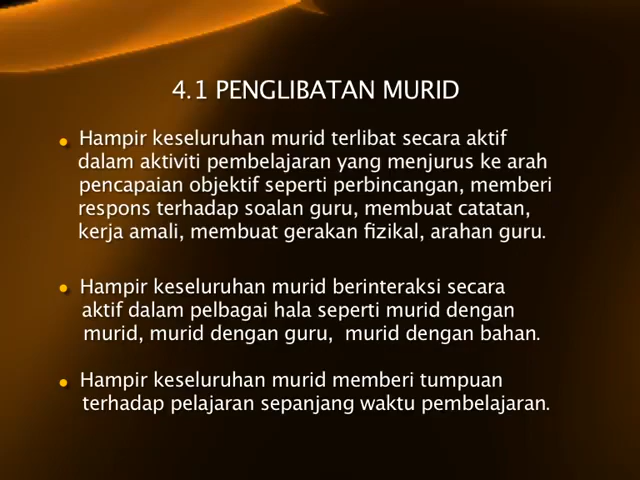 4.1 PENGLIBATAN MURID
• Hampir keseluruhan murid terlibat secara aktif
dalam aktiviti pembelajaran yang menjurus ke arah
pencapaian objektif seperti perbincangan, memberi
respons terhadap soalan guru, membuat catatan,
kerja amali, membuat gerakan fizikal, arahan guru.
• Hampir keseluruhan murid berinteraksi secara
aktif dalam pelbagai hala seperti murid dengan
murid, murid dengan guru, murid dengan bahan.
• Hampir keseluruhan murid memberi tumpuan
terhadap pelajaran sepanjang waktu pembelajaran.